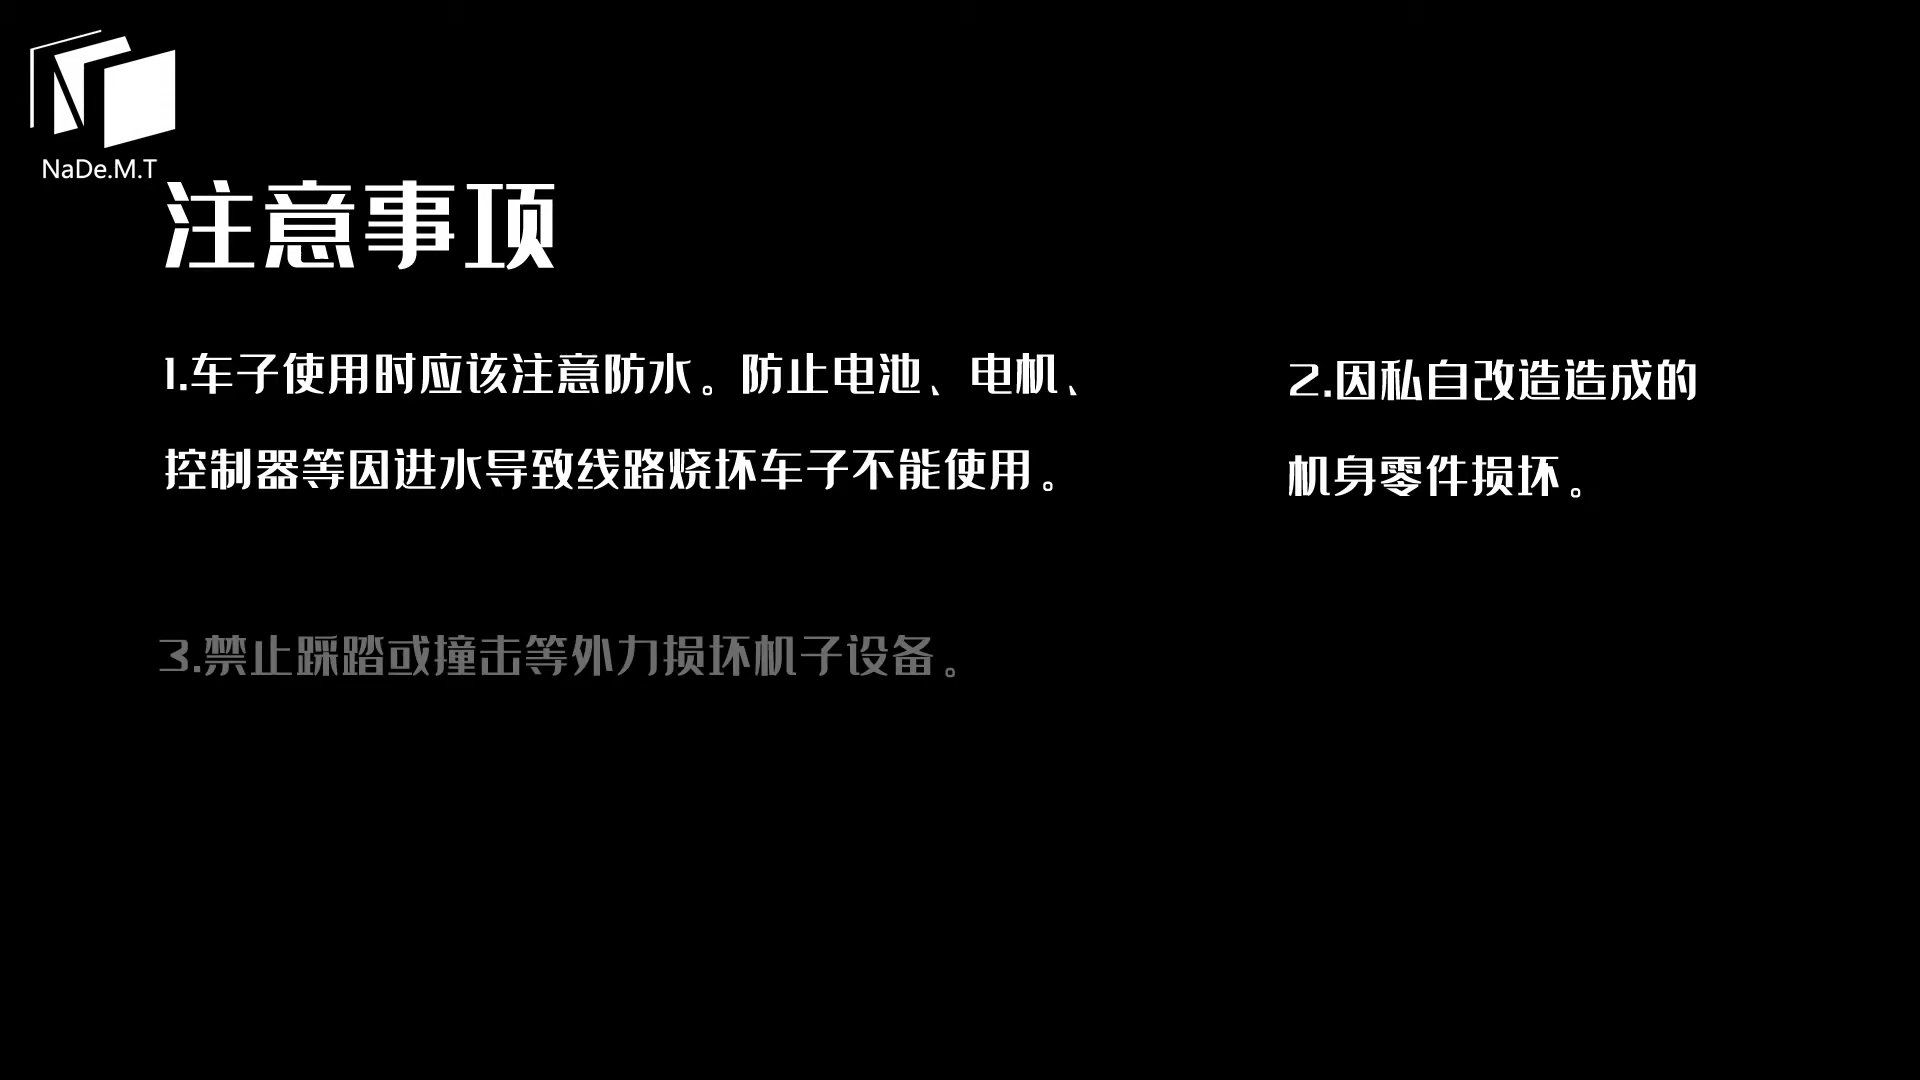 NaDe.M.T
注意事项
1.车子使用时应该注意防水。防止电池、电机、
控制器等因进水导致线路烧坏车子不能使用。
2.因私自改造造成的
机身零件损坏。
3.禁止踩踏或撞击等外力损坏机子设备。